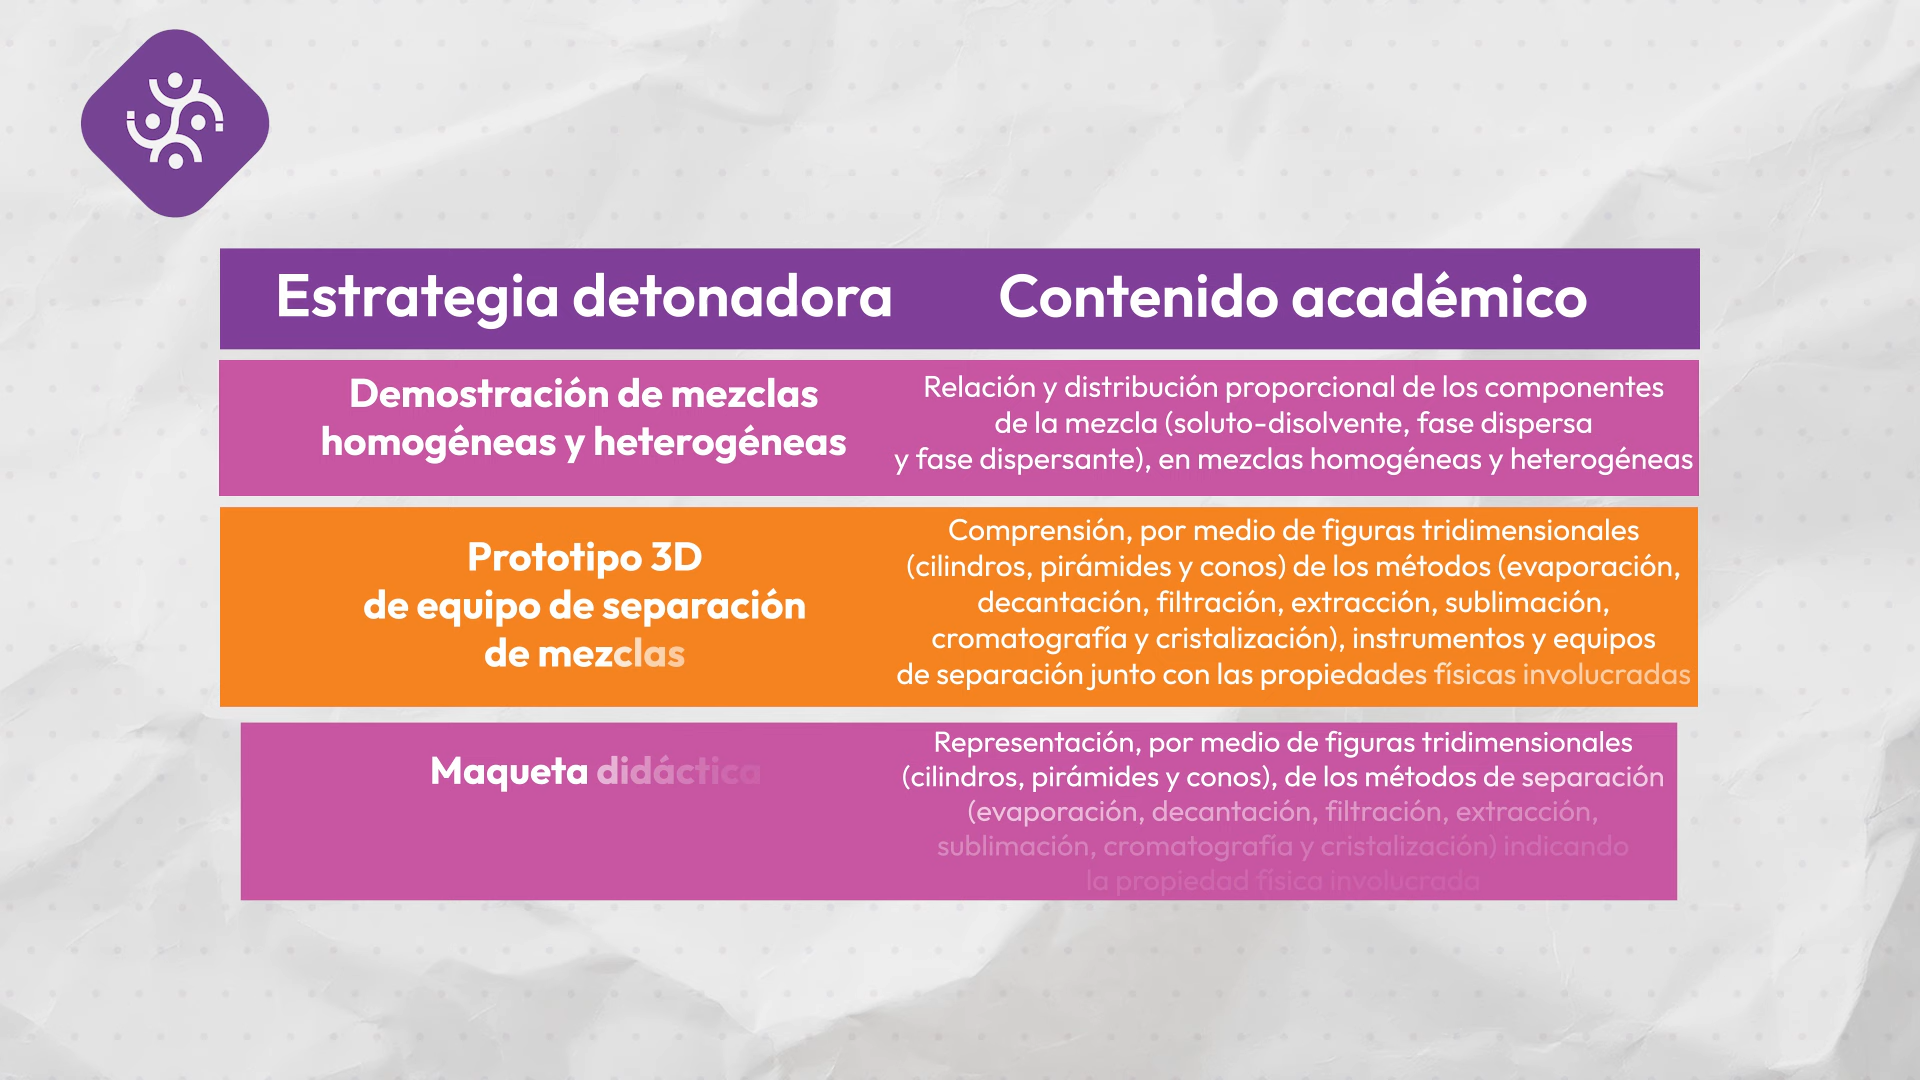 Estrategia detonadora
Contenido académico
Demostración de mezclas
homogéneas y heterogéneas
Relación y distribución proporcional de los componentes
de la mezcla (soluto-disolvente, fase dispersa
y fase dispersante), en mezclas homogéneas y heterogéneas
Prototipo 3D
de equipo de separación
de mezclas
Comprensión, por medio de figuras tridimensionales
(cilindros, pirámides y conos) de los métodos (evaporación,
decantación, filtración, extracción, sublimación,
cromatografía y cristalización), instrumentos y equipos
de separación junto con las propiedades físicas involucradas
Maqueta didáctica
Representación, por medio de figuras tridimensionales
(cilindros, pirámides y conos), de los métodos de separación
(evaporación, decantación, filtración, extracción,
sublimación, cromatografía y cristalización) indicando
la propiedad física involucrada